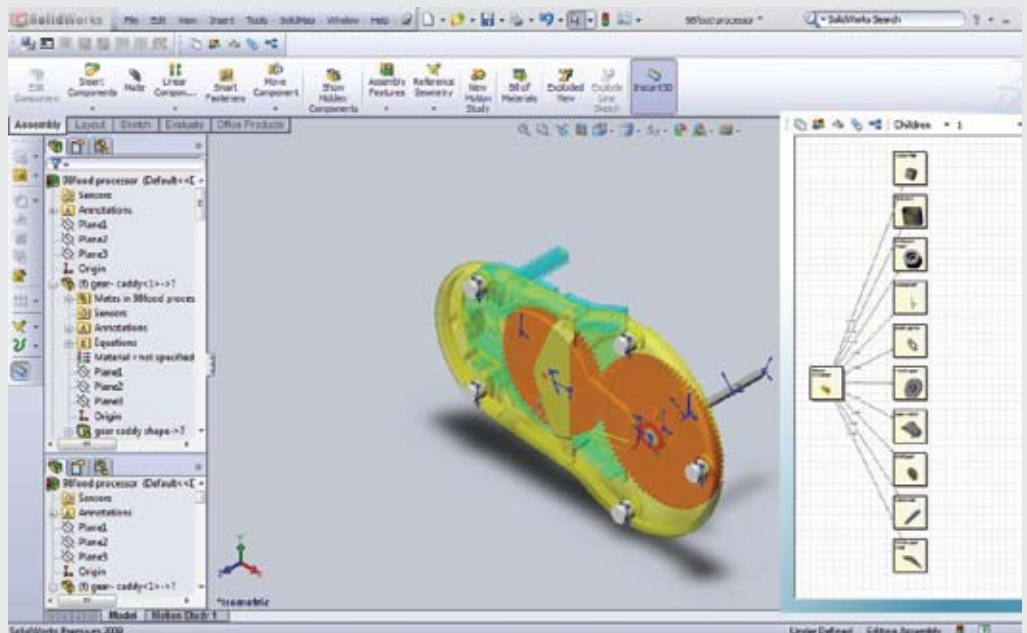 SolidWorks File Edit View Insert Tools Window Help 98food processor * SolidWorks Search
Insert Components Mate Linear Compon... Smart Fasteners Move Component Show Hidden Components Assembly Features Reference Geometry New Motion Study Bill of Materials Exploded View Explode Line Sketch
Assembly Layout Sketch Evaluate Office Products
Children 1
98food processor (Default<<E
Sensors
Annotations
Plane1
Plane2
Plane3
Origin
(f) gear- caddy<1>->?
Mates in 98food proces
Sensors
Annotations
Equations
Material <not specified
Plane1
Plane2
Plane3
Origin
gear caddy shape->?
98food processor (Default<<E
Sensors
Annotations
Plane1
Plane2
Plane3
Origin
(f) gear- caddy<1>->?
*Isometric
Model Motion Study 1
SolidWorks Premium 2009 Under Defined Editing Assembly